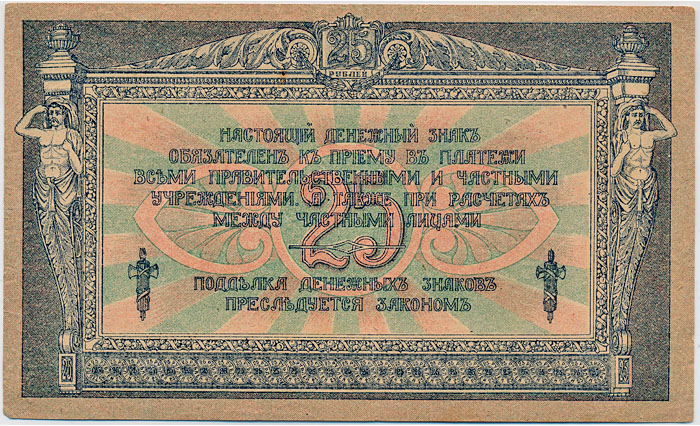 25
РУБЛЕЙ
НАСТОЯЩІЙ ДЕНЕЖНЫЙ ЗНАКЪ
ОБЯЗАТЕЛЕНЪ КЪ ПРІЕМУ ВЪ ПЛАТЕЖИ
ВСѢМИ ПРАВИТЕЛЬСТВЕННЫМИ И ЧАСТНЫМИ
УЧРЕЖДЕНІЯМИ, А ТАКЖЕ ПРИ РАСЧЕТАХЪ
МЕЖДУ ЧАСТНЫМИ ЛИЦАМИ
25
ПОДДѢЛКА ДЕНЕЖНЫХЪ ЗНАКОВЪ
ПРЕСЛѢДУЕТСЯ ЗАКОНОМЪ